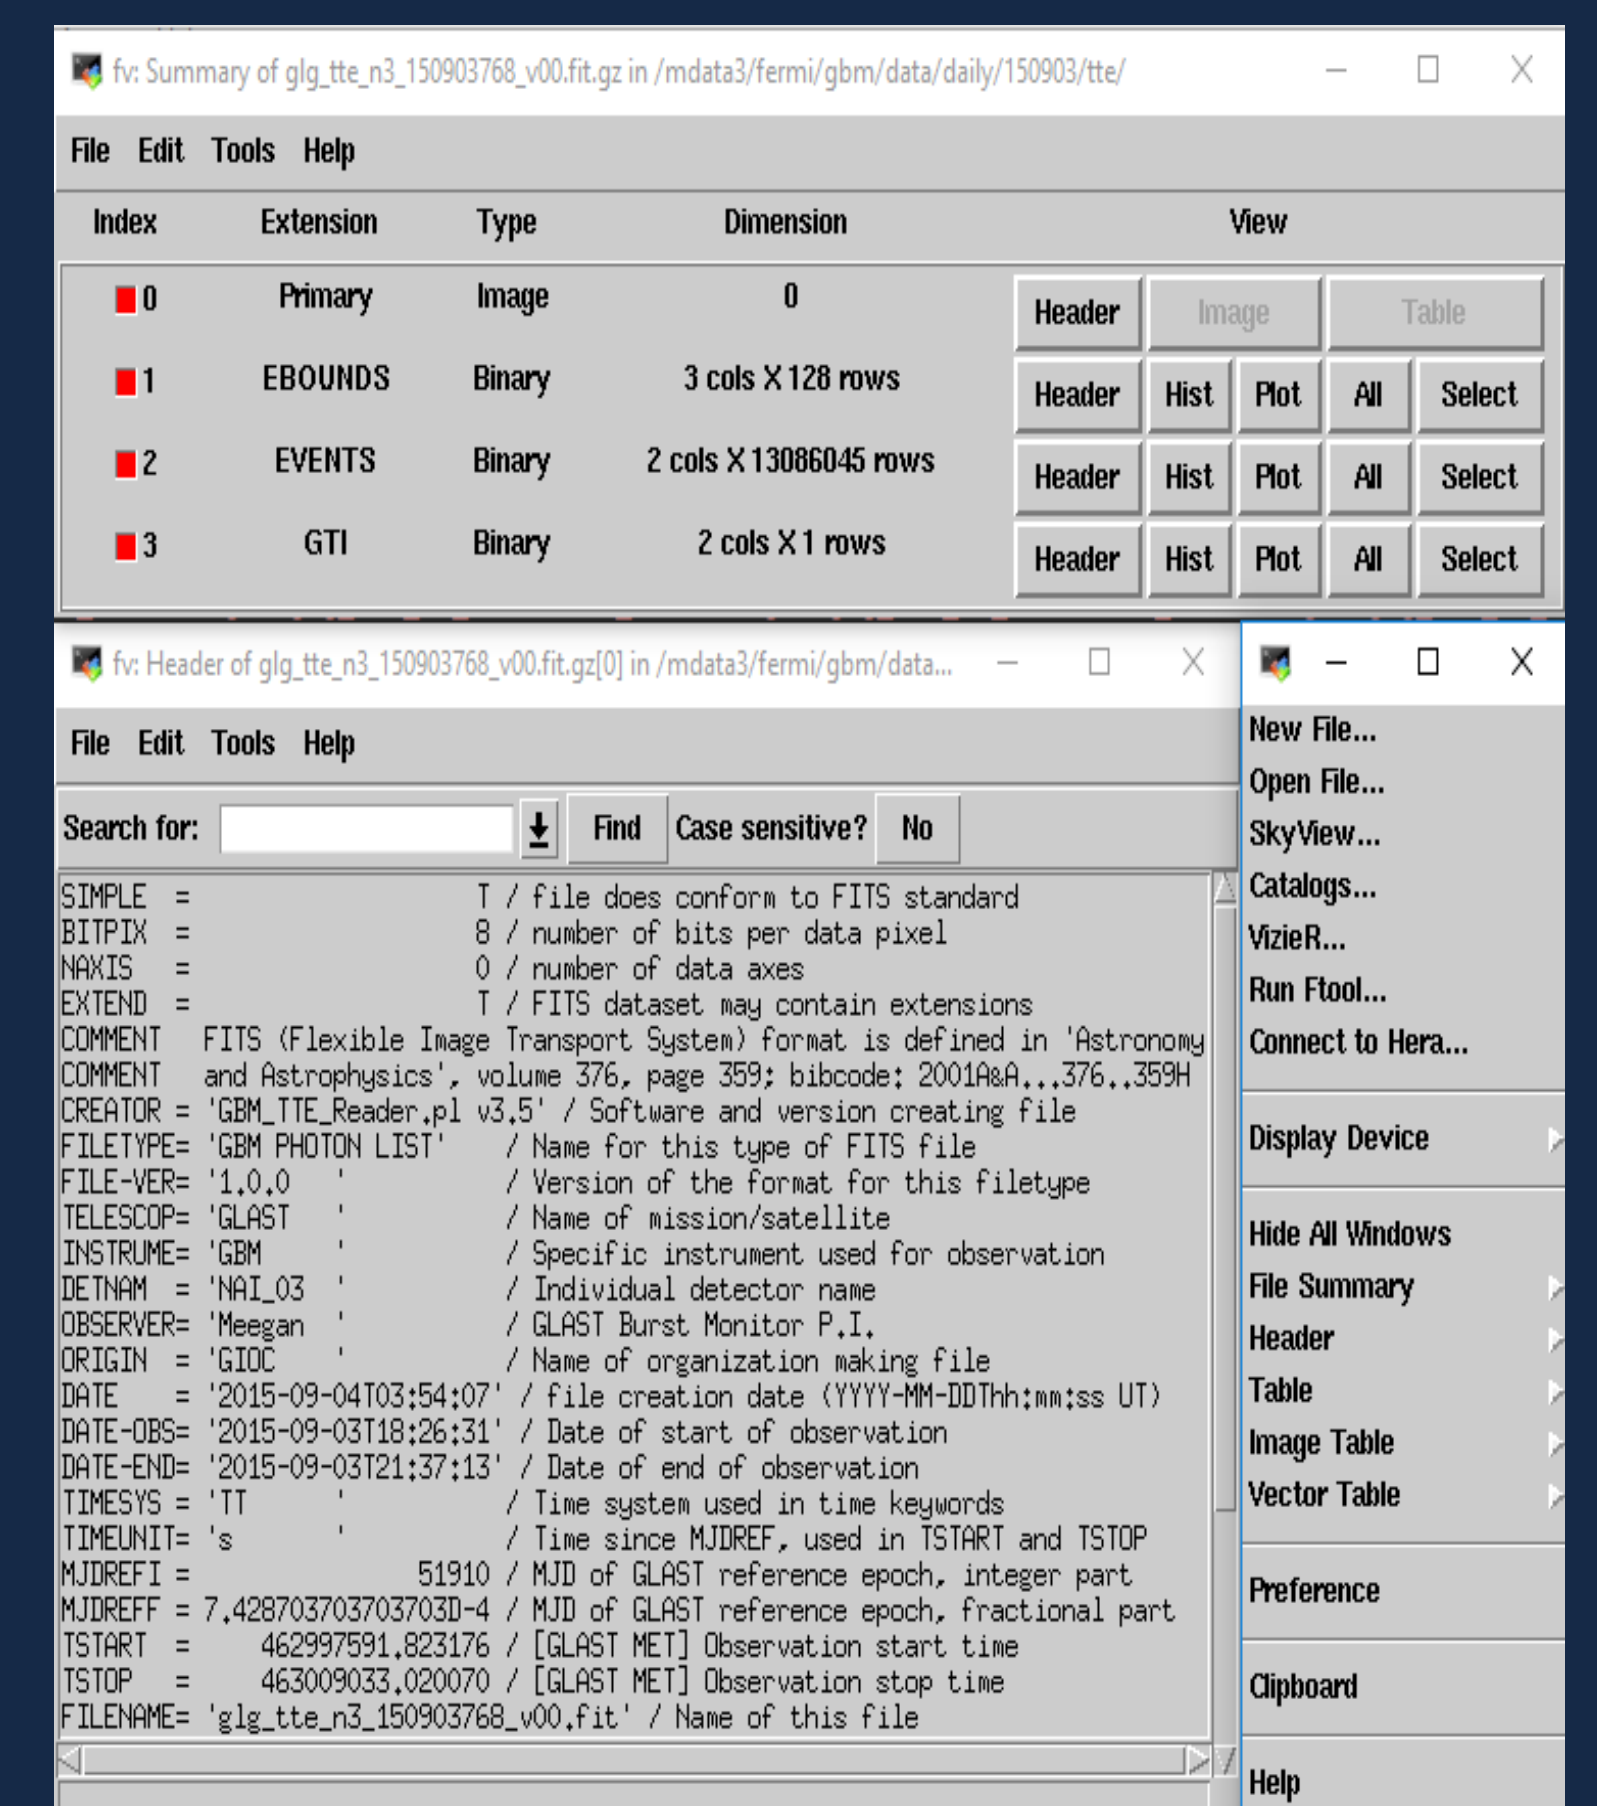 fv: Summary of glg_tte_n3_150903768_v00.fit.gz in /mdata3/fermi/gbm/data/daily/150903/tte/
File Edit Tools Help
Index Extension Type Dimension View
0 Primary Image 0 Header Image Table
1 EBOUNDS Binary 3 cols X 128 rows Header Hist Plot All Select
2 EVENTS Binary 2 cols X 13086045 rows Header Hist Plot All Select
3 GTI Binary 2 cols X 1 rows Header Hist Plot All Select
fv: Header of glg_tte_n3_150903768_v00.fit.gz[0] in /mdata3/fermi/gbm/data...
File Edit Tools Help
Search for: Find Case sensitive? No
SIMPLE = T / file does conform to FITS standard
BITPIX = 8 / number of bits per data pixel
NAXIS = 0 / number of data axes
EXTEND = T / FITS dataset may contain extensions
COMMENT FITS (Flexible Image Transport System) format is defined in 'Astronomy
COMMENT and Astrophysics', volume 376, page 359; bibcode: 2001A&A...376..359H
CREATOR = 'GBM_TTE_Reader.pl v3.5' / Software and version creating file
FILETYPE= 'GBM PHOTON LIST' / Name for this type of FITS file
FILE-VER= '1.0.0 ' / Version of the format for this filetype
TELESCOP= 'GLAST ' / Name of mission/satellite
INSTRUME= 'GBM ' / Specific instrument used for observation
DETNAM = 'NAI_03 ' / Individual detector name
OBSERVER= 'Meegan ' / GLAST Burst Monitor P.I.
ORIGIN = 'GIOC ' / Name of organization making file
DATE = '2015-09-04T03:54:07' / file creation date (YYYY-MM-DDThh:mm:ss UT)
DATE-OBS= '2015-09-03T18:26:31' / Date of start of observation
DATE-END= '2015-09-03T21:37:13' / Date of end of observation
TIMESYS = 'TT ' / Time system used in time keywords
TIMEUNIT= 's ' / Time since MJDREF, used in TSTART and TSTOP
MJDREFI = 51910 / MJD of GLAST reference epoch, integer part
MJDREFF = 7.428703703703703D-4 / MJD of GLAST reference epoch, fractional part
TSTART = 462997591.823176 / [GLAST MET] Observation start time
TSTOP = 463009033.020070 / [GLAST MET] Observation stop time
FILENAME= 'glg_tte_n3_150903768_v00.fit' / Name of this file
New File...
Open File...
SkyView...
Catalogs...
VizieR...
Run Ftool...
Connect to Hera...
Display Device
Hide All Windows
File Summary
Header
Table
Image Table
Vector Table
Preference
Clipboard
Help